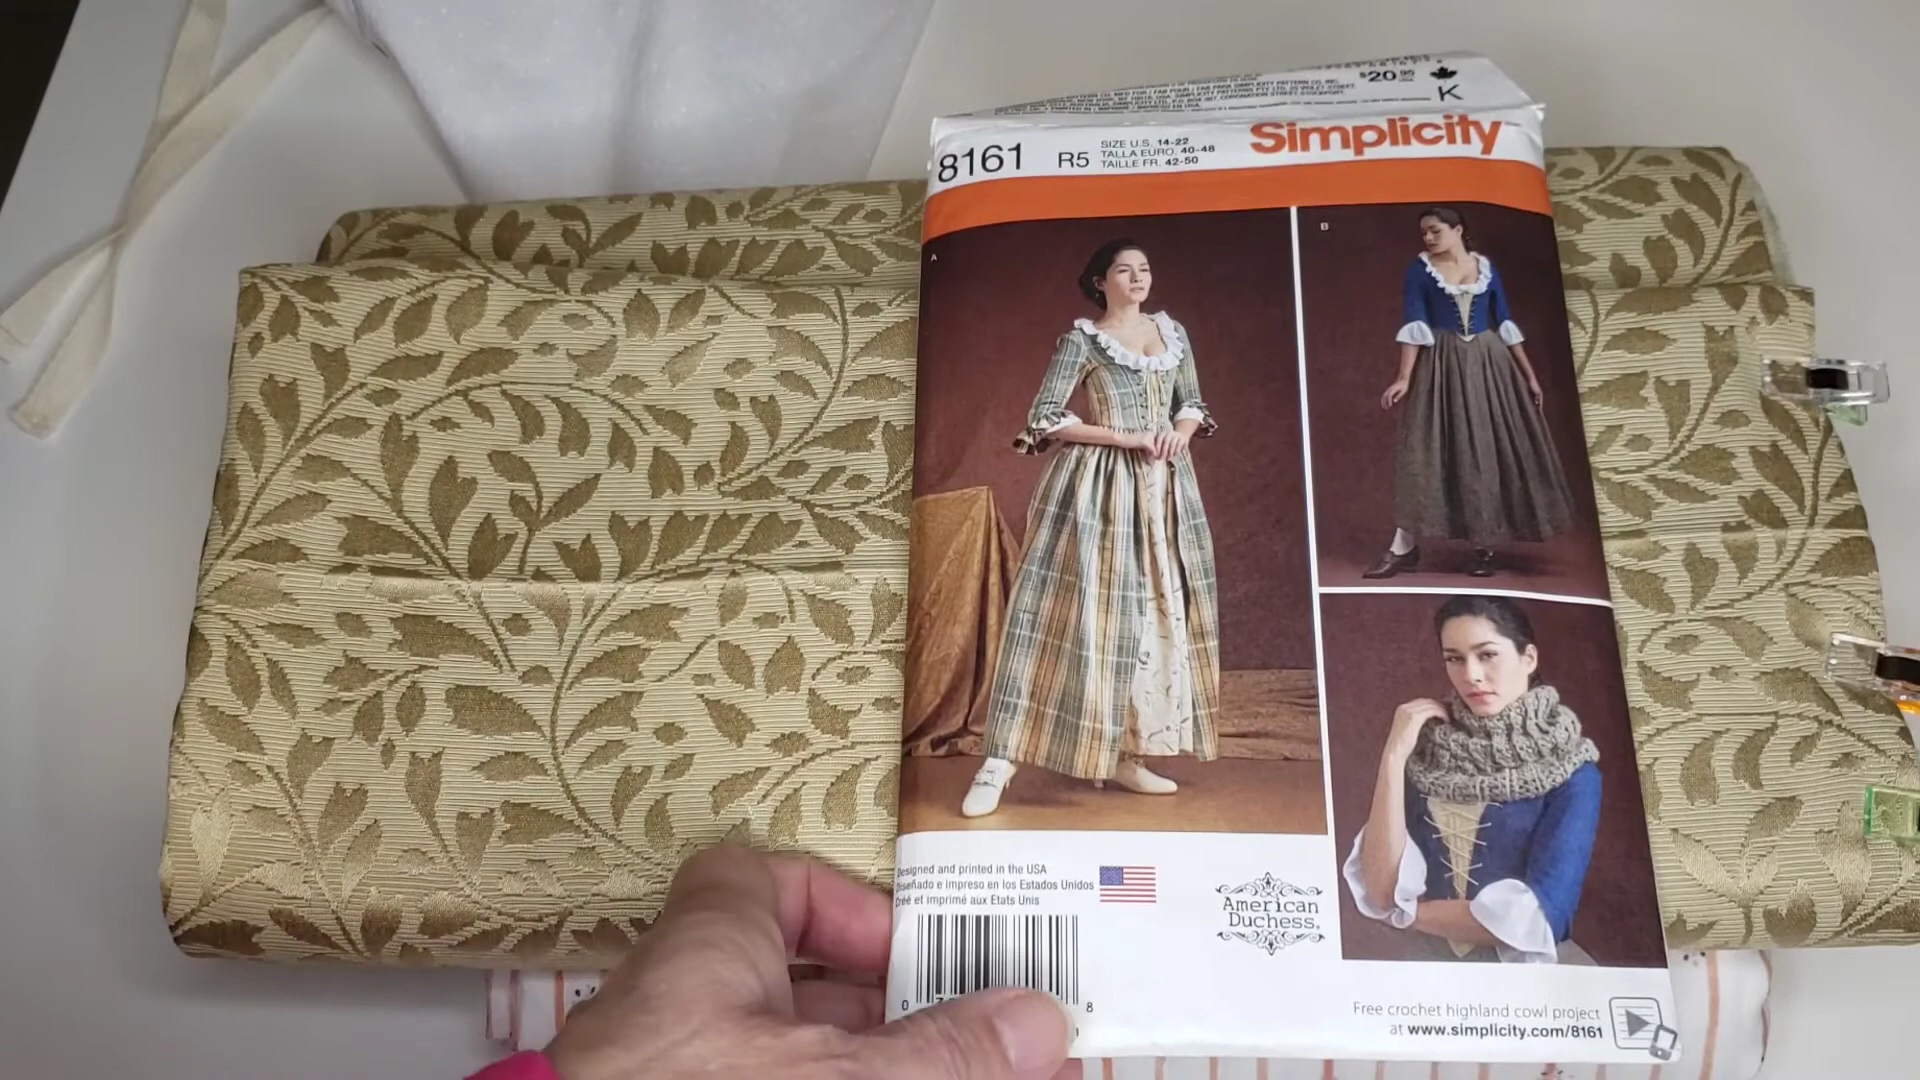 $20.95
K
8161
R5
SIZE U.S. 14-22
TALLA EURO. 40-48
TAILLE FR. 42-50
Simplicity
A
B
Designed and printed in the USA
Diseñado e impreso en los Estados Unidos
Créé et imprimé aux Etats Unis
American
Duchess
0
8
Free crochet highland cowl project
at www.simplicity.com/8161